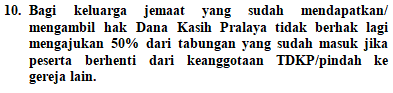 10. Bagi keluarga jemaat yang sudah mendapatkan/
mengambil hak Dana Kasih Pralaya tidak berhak lagi
mengajukan 50% dari tabungan yang sudah masuk jika
peserta berhenti dari keanggotaan TDKP/pindah ke
gereja lain.